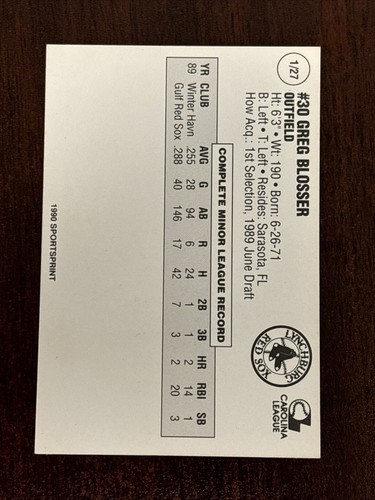 1/27
#30 GREG BLOSSER
OUTFIELD
Ht: 6'3" • Wt: 190 • Born: 6-26-71
B: Left • T: Left • Resides: Sarasota, FL
How Acq.: 1st Selection, 1989 June Draft
LYNCHBURG
RED SOX
CAROLINA
LEAGUE
COMPLETE MINOR LEAGUE RECORD
YR CLUB AVG G AB R H 2B 3B HR RBI SB
89 Winter Havn .255 28 94 6 24 1 1 2 14 1
Gulf Red Sox .288 40 146 17 42 7 3 2 20 3
1990 SPORTSPRINT